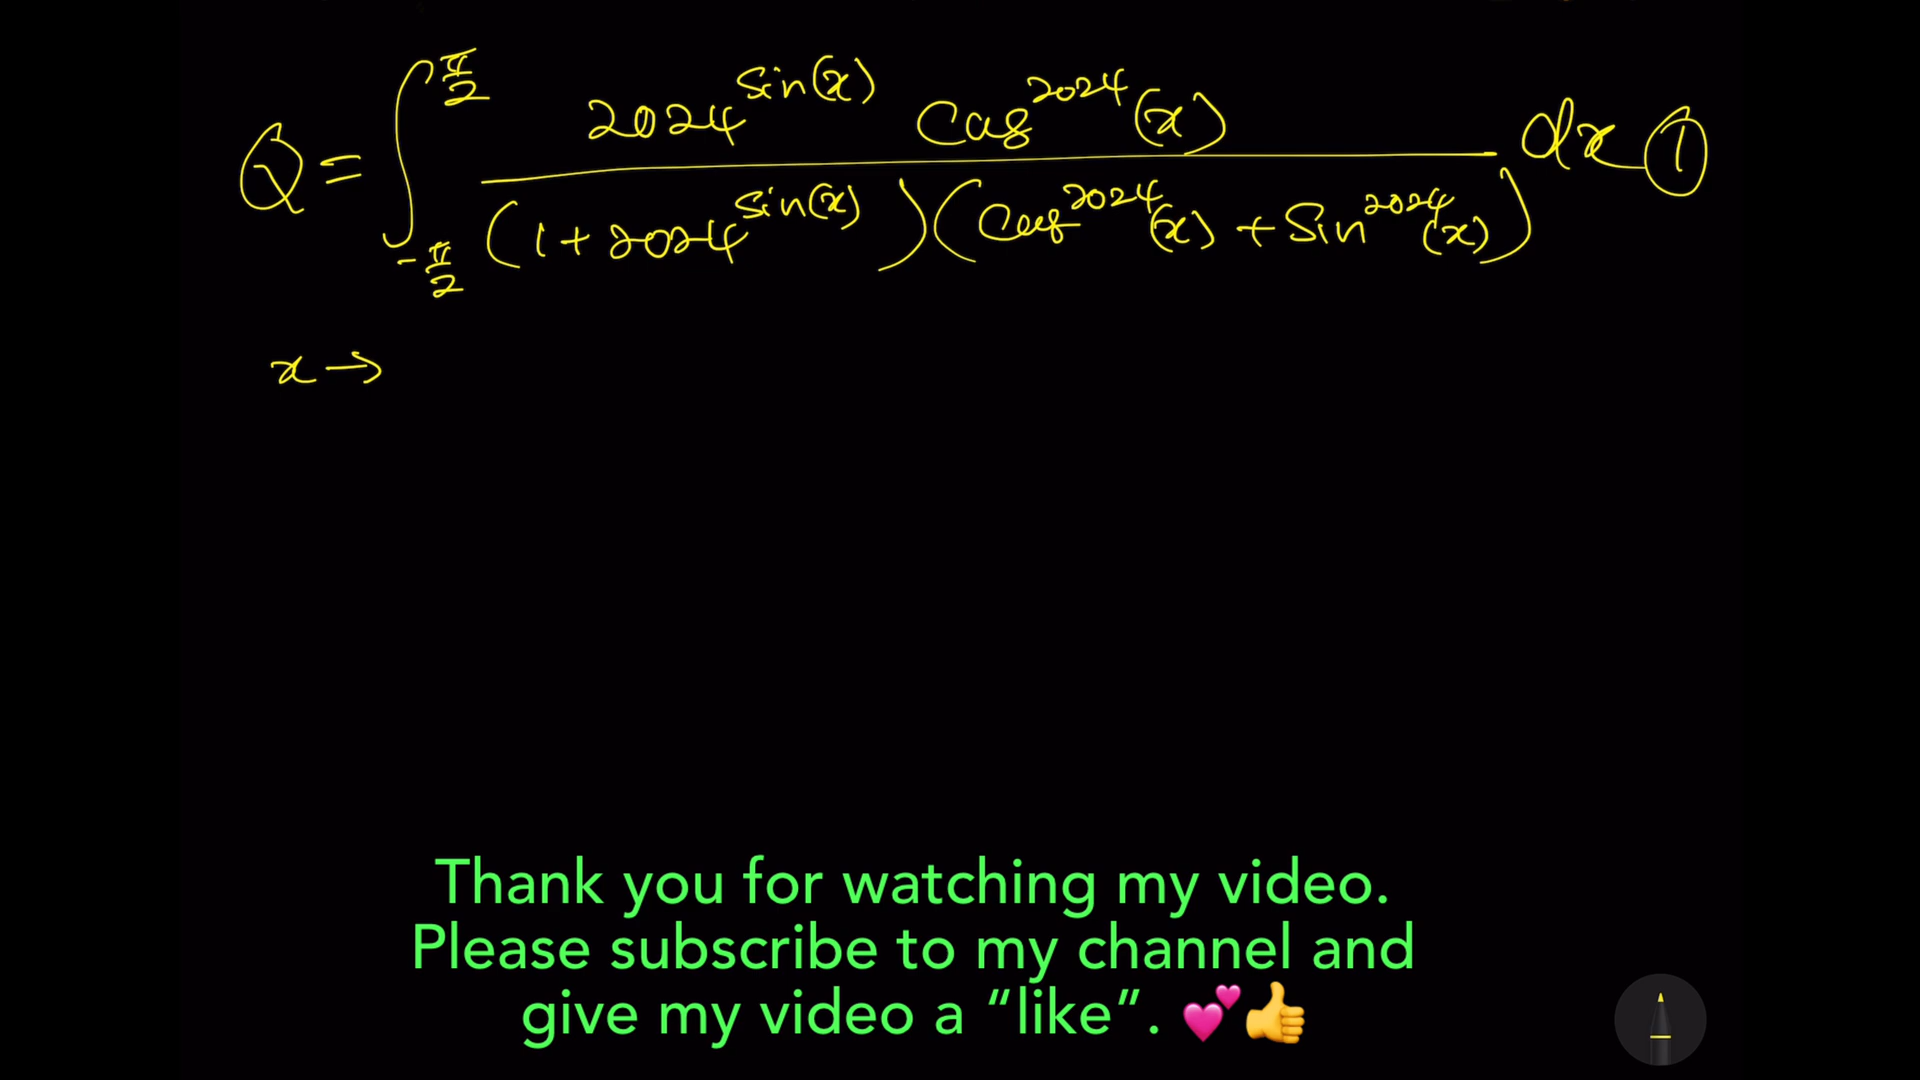 Q = ∫_{-π/2}^{π/2} \frac{2024^{Sin(x)} Cos^{2024}(x)}{(1+2024^{Sin(x)})(Cos^{2024}(x) + Sin^{2024}(x))} dx ①
x →
Thank you for watching my video.
Please subscribe to my channel and
give my video a “like”. 💕👍